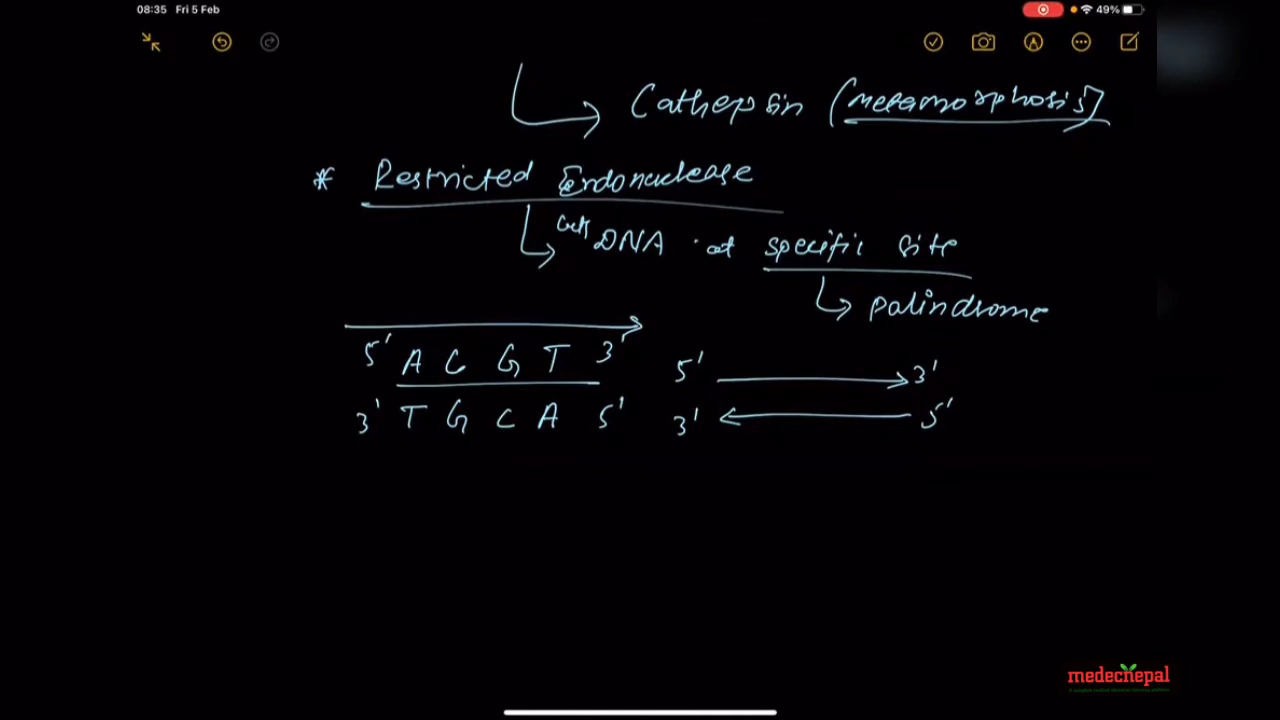 08:35 Fri 5 Feb 49%
Cathepsin (metamorphosis)
* Restricted Endonuclease
cuts DNA at specific site
palindrome
5' A C G T 3'
3' T G C A 5'
5' 3'
3' 5'
medecnepal